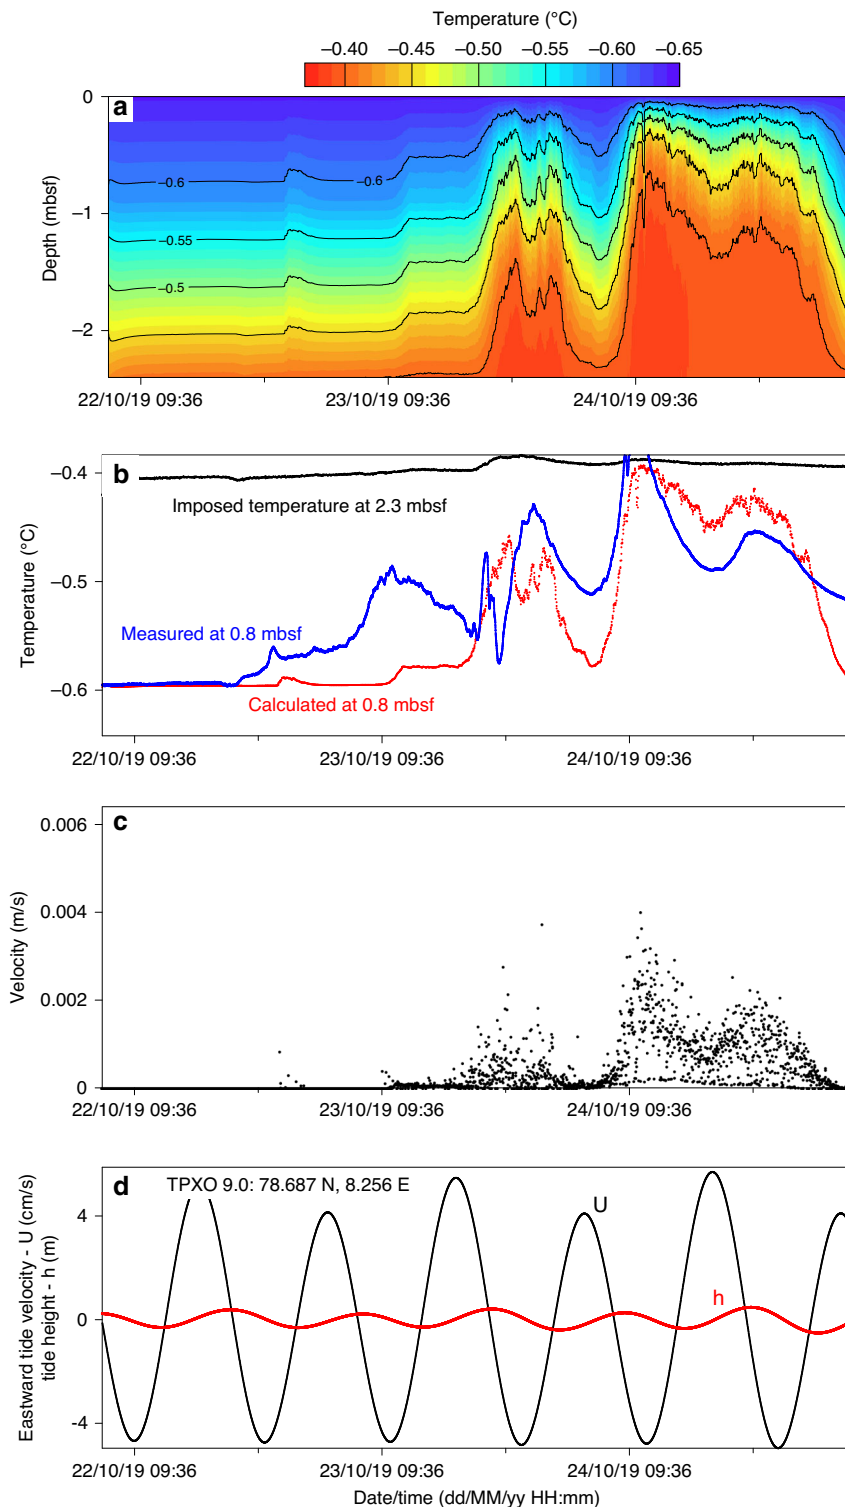 Temperature (°C)
–0.40 –0.45 –0.50 –0.55 –0.60 –0.65
a
0
–1
–2
Depth (mbsf)
–0.6 –0.6
–0.55
–0.5
22/10/19 09:36 23/10/19 09:36 24/10/19 09:36
b
–0.4
–0.5
–0.6
Temperature (°C)
Imposed temperature at 2.3 mbsf
Measured at 0.8 mbsf
Calculated at 0.8 mbsf
22/10/19 09:36 23/10/19 09:36 24/10/19 09:36
c
0.006
0.004
0.002
0
Velocity (m/s)
22/10/19 09:36 23/10/19 09:36 24/10/19 09:36
d
TPXO 9.0: 78.687 N, 8.256 E
U
h
4
0
-4
Eastward tide velocity - U (cm/s)
tide height - h (m)
22/10/19 09:36 23/10/19 09:36 24/10/19 09:36
Date/time (dd/MM/yy HH:mm)